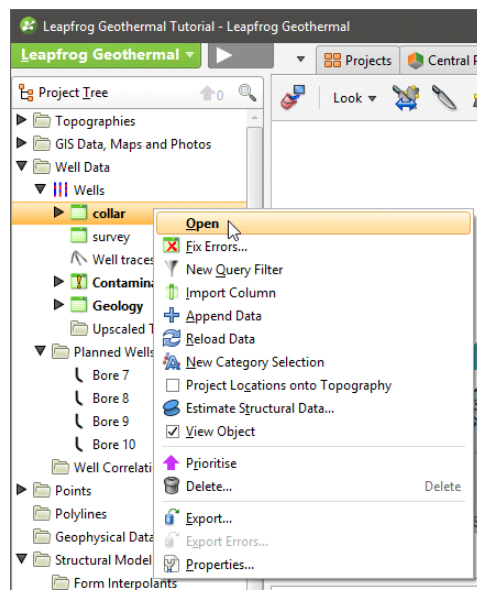 Leapfrog Geothermal Tutorial - Leapfrog Geothermal
Leapfrog Geothermal
Projects
Central
Project Tree
0
Look
Topographies
GIS Data, Maps and Photos
Well Data
Wells
collar
survey
Well traces
Geology
Upscaled
Planned Wells
Bore 7
Bore 8
Bore 9
Bore 10
Well
Points
Polylines
Geophysical Data
Structural Model
Form Interpolants
Open
Fix Errors...
New Query Filter
Import Column
Append Data
Reload Data
New Category Selection
Project Locations onto Topography
Estimate Structural Data...
View Object
Prioritise
Delete... Delete
Export...
Export Errors...
Properties...